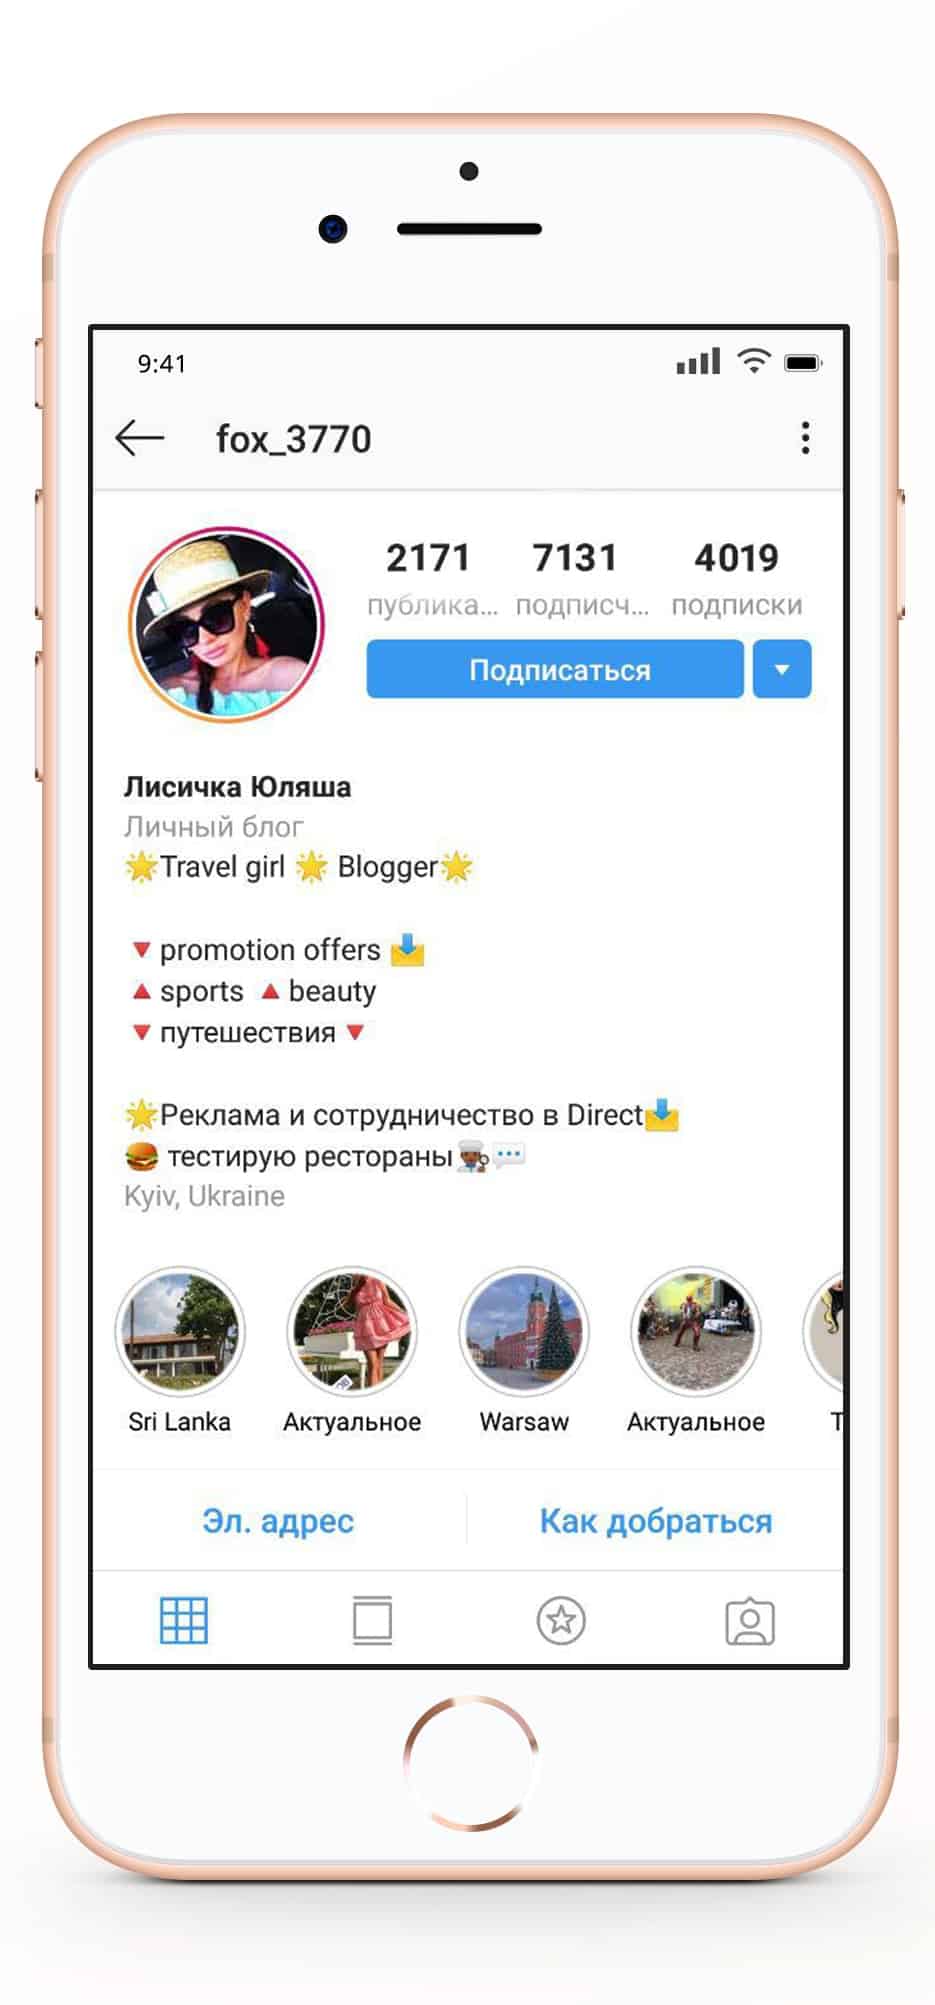 9:41
fox_3770
2171 7131 4019
публика... подписч... подписки
Подписаться
Лисичка Юляша
Личный блог
🌟Travel girl 🌟 Blogger🌟
🔻promotion offers 📩
🔺sports 🔺beauty
🔻путешествия🔻
🌟Реклама и сотрудничество в Direct📩
🍔 тестирую рестораны👨🏾‍🍳💬
Kyiv, Ukraine
Sri Lanka Актуальное Warsaw Актуальное
Эл. адрес Как добраться